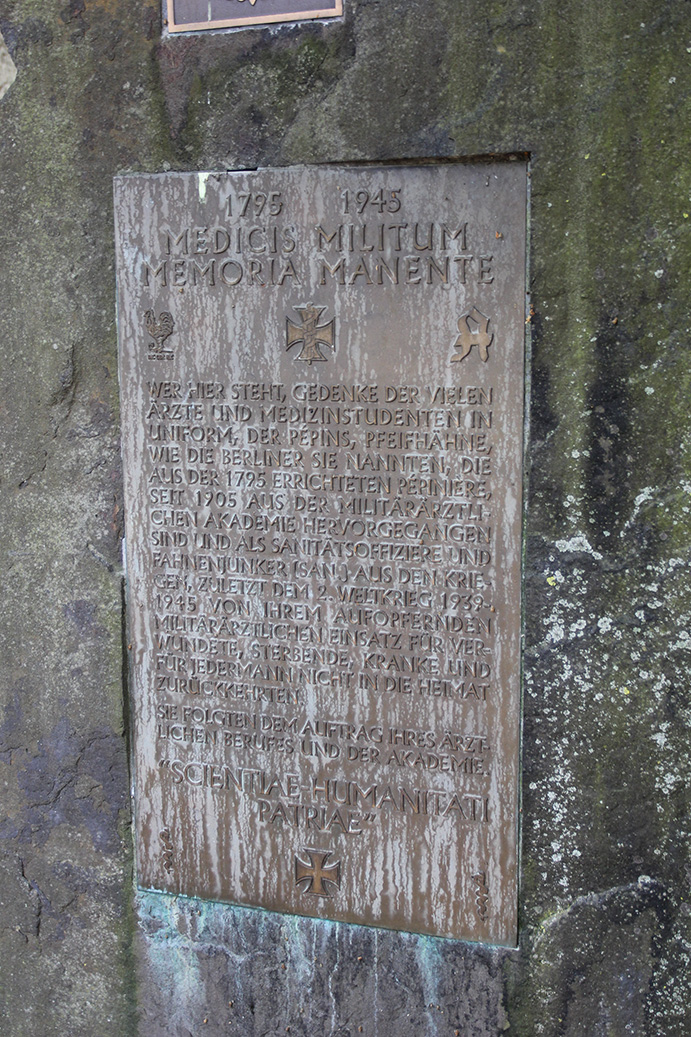 1795 1945
MEDICIS MILITUM
MEMORIA MANENTE
WER HIER STEHT, GEDENKE DER VIELEN
ÄRZTE UND MEDIZINSTUDENTEN IN
UNIFORM, DER PÉPINS, PFEIFHÄHNE,
WIE DIE BERLINER SIE NANNTEN, DIE
AUS DER 1795 ERRICHTETEN PÉPINIERE,
SEIT 1905 AUS DER MILITÄRÄRZTLI-
CHEN AKADEMIE HERVORGEGANGEN
SIND UND ALS SANITÄTSOFFIZIERE UND
FAHNENJUNKER (SAN.) AUS DEN KRIE-
GEN, ZULETZT DEM 2. WELTKRIEG 1939-
1945 VON IHREM AUFOPFERNDEN
MILITÄRÄRZTLICHEN EINSATZ FÜR VER-
WUNDETE, STERBENDE, KRANKE UND
FÜR JEDERMANN NICHT IN DIE HEIMAT
ZURÜCKKEHRTEN.
SIE FOLGTEN DEM AUFTRAG IHRES ÄRZT-
LICHEN BERUFES UND DER AKADEMIE.
"SCIENTIAE-HUMANITATI
PATRIAE"